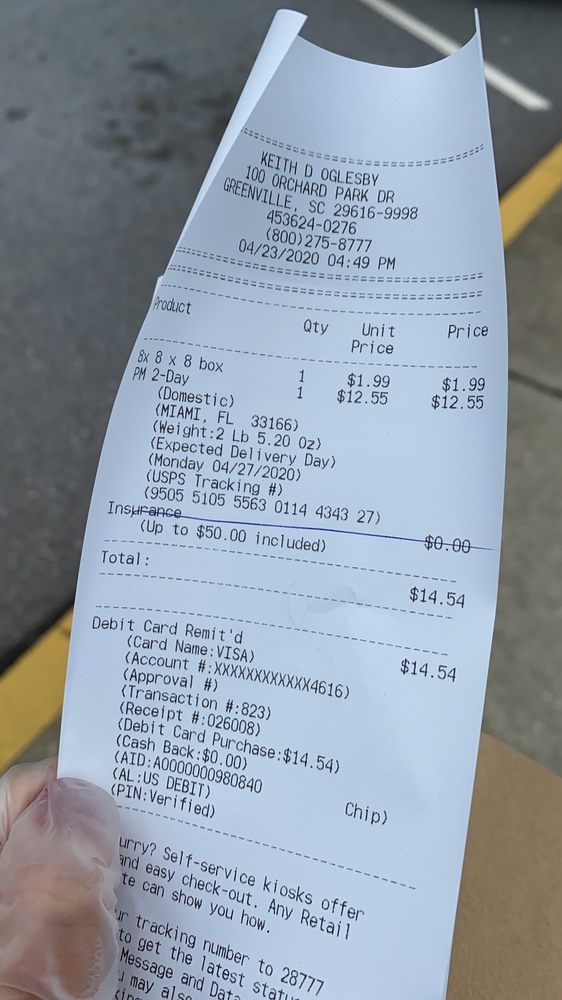 KEITH D OGLESBY
100 ORCHARD PARK DR
GREENVILLE, SC 29616-9998
453624-0276
(800)275-8777
04/23/2020 04:49 PM
Product Qty Unit Price
Price
8x 8 x 8 box 1 $1.99 $1.99
PM 2-Day 1 $12.55 $12.55
(Domestic)
(MIAMI, FL 33166)
(Weight:2 Lb 5.20 Oz)
(Expected Delivery Day)
(Monday 04/27/2020)
(USPS Tracking #)
(9505 5105 5563 0114 4343 27)
Insurance $0.00
(Up to $50.00 included)
Total: $14.54
Debit Card Remit'd $14.54
(Card Name:VISA)
(Account #:XXXXXXXXXXXX4616)
(Approval #)
(Transaction #:823)
(Receipt #:026008)
(Debit Card Purchase:$14.54)
(Cash Back:$0.00)
(AID:A0000000980840 Chip)
(AL:US DEBIT)
(PIN:Verified)
urry? Self-service kiosks offer
and easy check-out. Any Retail
te can show you how.
ur tracking number to 28777
to get the latest status
Message and Data
may also